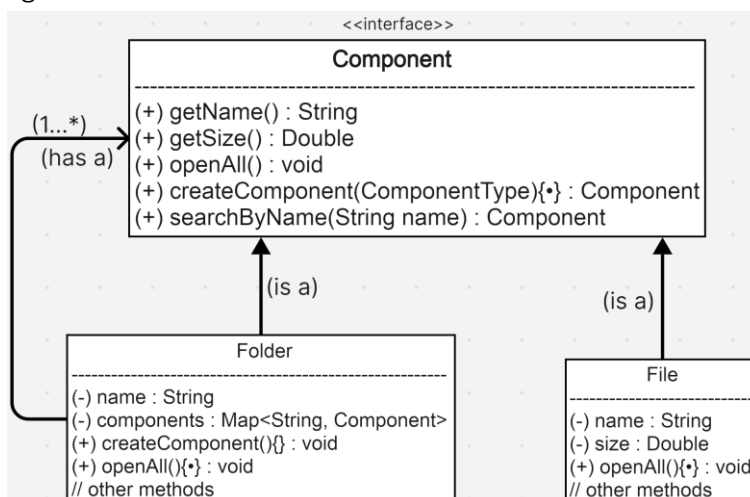 <<interface>>
Component
(+) getName() : String
(+) getSize() : Double
(+) openAll() : void
(+) createComponent(ComponentType){•} : Component
(+) searchByName(String name) : Component
(1...*)
(has a)
(is a)
(is a)
Folder
(-) name : String
(-) components : Map<String, Component>
(+) createComponent(){} : void
(+) openAll(){•} : void
// other methods
File
(-) name : String
(-) size : Double
(+) openAll(){•} : void
// other methods